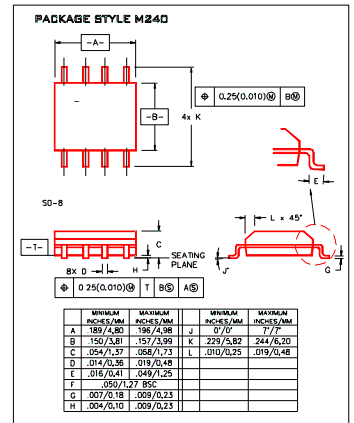 PACKAGE STYLE M240
-A-
-B-
4x K
⌖ 0.25(0.010)Ⓜ BⓂ
E
SO-8
L x 45°
-T-
C
8X D
H
SEATING
PLANE
J°
G
⌖ 0 25(0.010)Ⓜ T BⓈ AⓈ
MINIMUM INCHES/MM MAXIMUM INCHES/MM MINIMUM INCHES/MM MAXIMUM INCHES/MM
A .189/4,80 .196/4,98 J 0°/0° 7°/7°
B .150/3,81 .157/3,99 K .229/5,82 .244/6,20
C .054/1,37 .068/1,73 L .010/0,25 .019/0,48
D .014/0,36 .019/0,48
E .016/0,41 .049/1,25
F .050/1,27 BSC
G .007/0,18 .009/0,23
H .004/0,10 .009/0,23